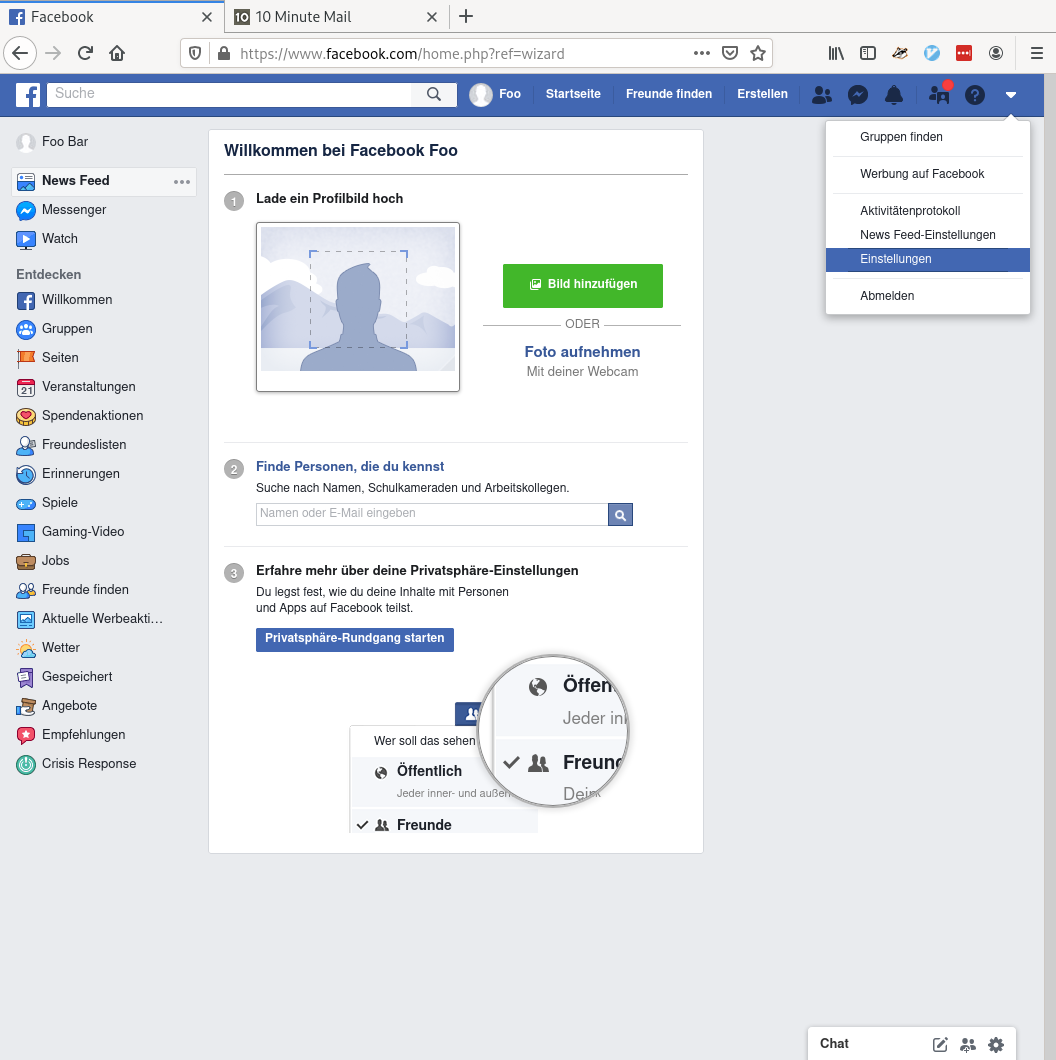 Facebook
10 Minute Mail
https://www.facebook.com/home.php?ref=wizard
Suche
Foo
Startseite
Freunde finden
Erstellen
Gruppen finden
Werbung auf Facebook
Aktivitätenprotokoll
News Feed-Einstellungen
Einstellungen
Abmelden
Foo Bar
News Feed
Messenger
Watch
Entdecken
Willkommen
Gruppen
Seiten
21
Veranstaltungen
Spendenaktionen
Freundeslisten
Erinnerungen
Spiele
Gaming-Video
Jobs
Freunde finden
Aktuelle Werbeakti…
Wetter
Gespeichert
Angebote
Empfehlungen
Crisis Response
Willkommen bei Facebook Foo
1
Lade ein Profilbild hoch
Bild hinzufügen
ODER
Foto aufnehmen
Mit deiner Webcam
2
Finde Personen, die du kennst
Suche nach Namen, Schulkameraden und Arbeitskollegen.
Namen oder E-Mail eingeben
3
Erfahre mehr über deine Privatsphäre-Einstellungen
Du legst fest, wie du deine Inhalte mit Personen
und Apps auf Facebook teilst.
Privatsphäre-Rundgang starten
Wer soll das sehen
Öffentlich
Jeder inner- und außen
Freunde
Öffen
Jeder in
Freun
Dein
Chat